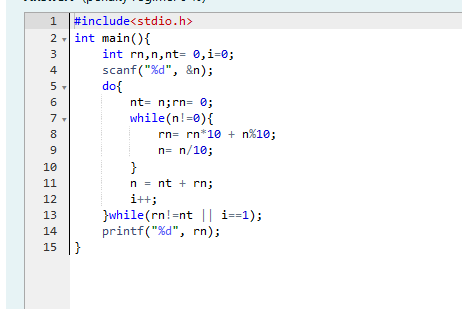 1 #include<stdio.h>
2 int main(){
3 int rn,n,nt= 0,i=0;
4 scanf("%d", &n);
5 do{
6 nt= n;rn= 0;
7 while(n!=0){
8 rn= rn*10 + n%10;
9 n= n/10;
10 }
11 n = nt + rn;
12 i++;
13 }while(rn!=nt || i==1);
14 printf("%d", rn);
15 }